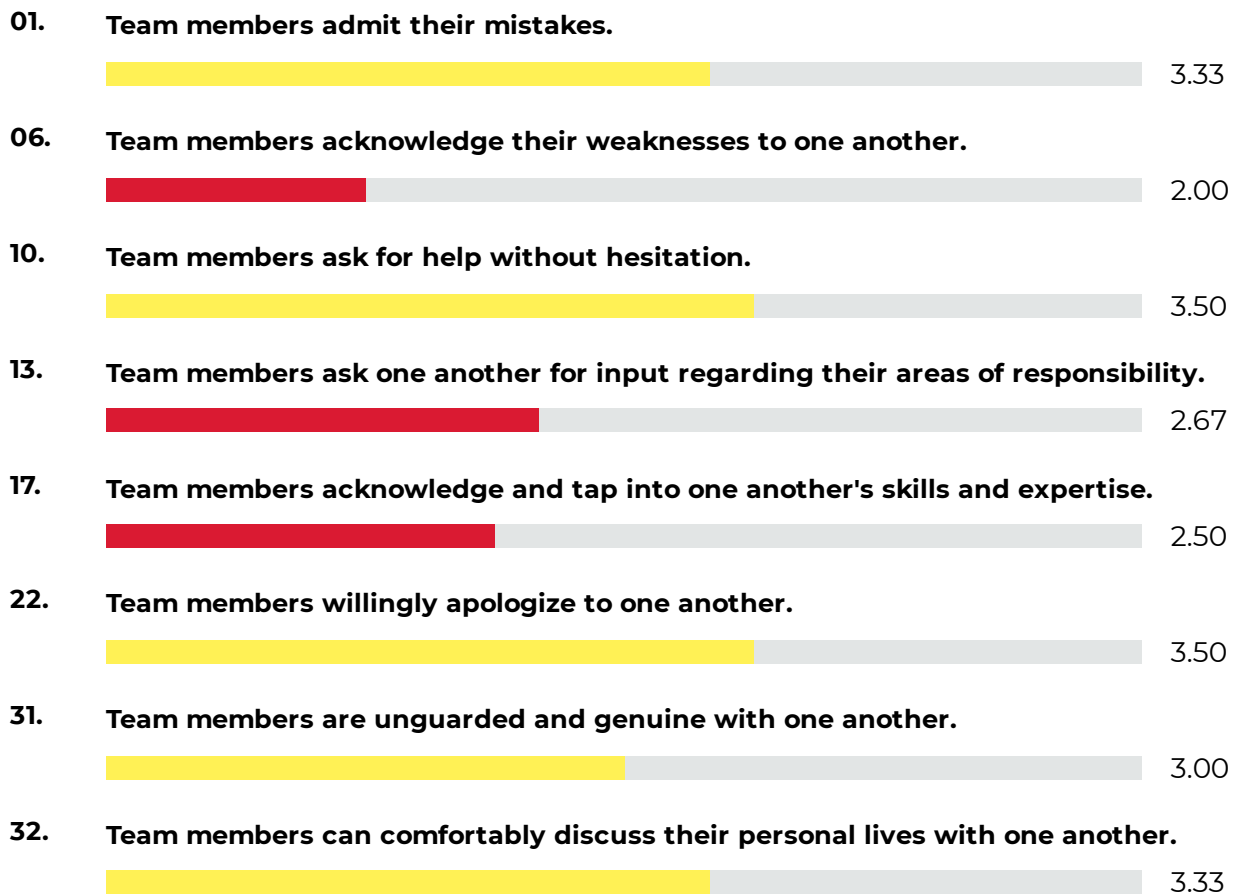 01. Team members admit their mistakes.
3.33
06. Team members acknowledge their weaknesses to one another.
2.00
10. Team members ask for help without hesitation.
3.50
13. Team members ask one another for input regarding their areas of responsibility.
2.67
17. Team members acknowledge and tap into one another's skills and expertise.
2.50
22. Team members willingly apologize to one another.
3.50
31. Team members are unguarded and genuine with one another.
3.00
32. Team members can comfortably discuss their personal lives with one another.
3.33